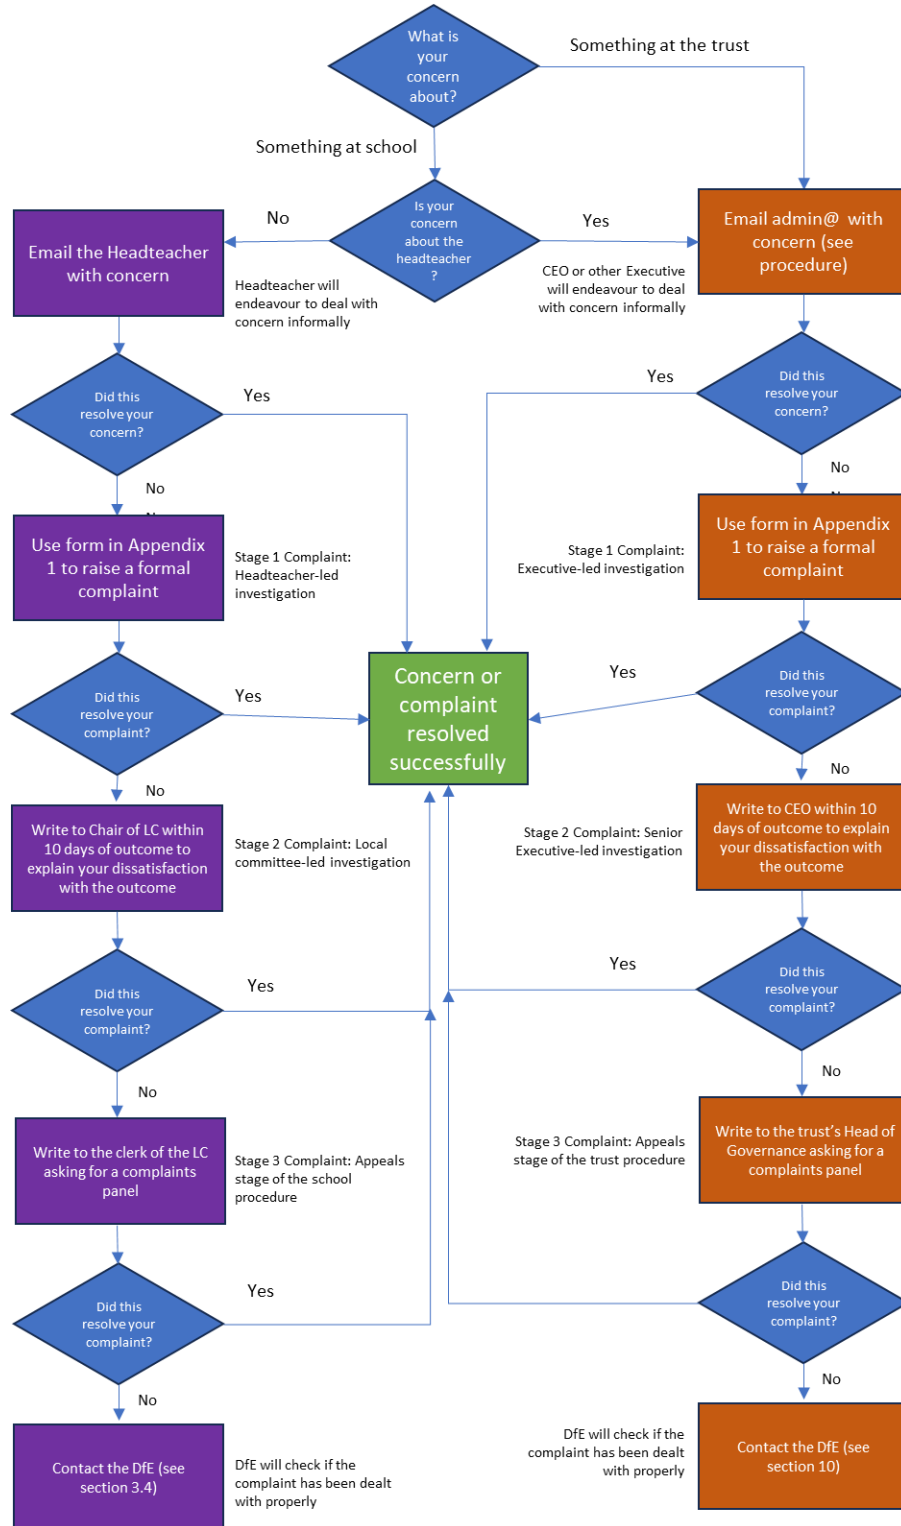 What is
your
concern
about?
Something at the trust
Something at school
Is your
concern
about the
headteacher
?
No
Yes
Email the Headteacher
with concern
Email admin@ with
concern (see
procedure)
Headteacher will
endeavour to deal with
concern informally
CEO or other Executive
will endeavour to deal
with concern informally
Did this
resolve your
concern?
Yes
Yes
Did this
resolve your
concern?
No
No
Use form in Appendix
1 to raise a formal
complaint
Stage 1 Complaint:
Headteacher-led
investigation
Stage 1 Complaint:
Executive-led investigation
Use form in Appendix
1 to raise a formal
complaint
Did this
resolve your
complaint?
Yes
Concern or
complaint
resolved
successfully
Yes
Did this
resolve your
complaint?
No
No
Write to Chair of LC within
10 days of outcome to
explain your dissatisfaction
with the outcome
Stage 2 Complaint: Local
committee-led investigation
Stage 2 Complaint: Senior
Executive-led investigation
Write to CEO within 10
days of outcome to explain
your dissatisfaction with
the outcome
Did this
resolve your
complaint?
Yes
Yes
Did this
resolve your
complaint?
No
No
Write to the clerk of the LC
asking for a complaints
panel
Stage 3 Complaint: Appeals
stage of the school
procedure
Stage 3 Complaint: Appeals
stage of the trust procedure
Write to the trust's Head of
Governance asking for a
complaints panel
Did this
resolve your
complaint?
Yes
Did this
resolve your
complaint?
No
No
Contact the DfE (see
section 3.4)
DfE will check if the
complaint has been dealt
with properly
DfE will check if the
complaint has been dealt
with properly
Contact the DfE (see
section 10)